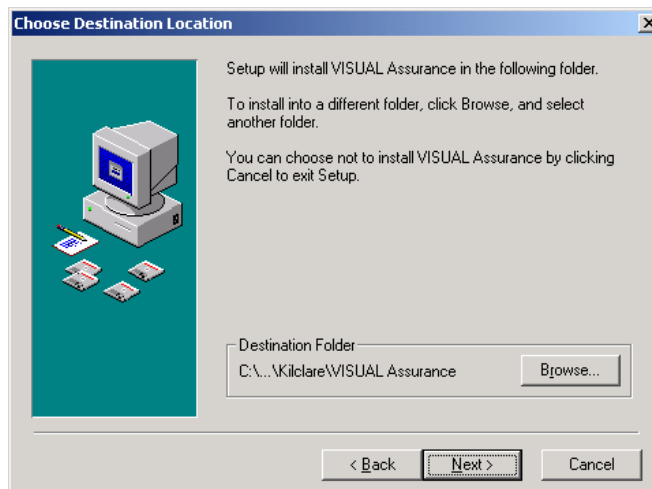 Choose Destination Location
Setup will install VISUAL Assurance in the following folder.
To install into a different folder, click Browse, and select
another folder.
You can choose not to install VISUAL Assurance by clicking
Cancel to exit Setup.
Destination Folder
C:\...\Kilclare\VISUAL Assurance
Browse...
< Back
Next >
Cancel